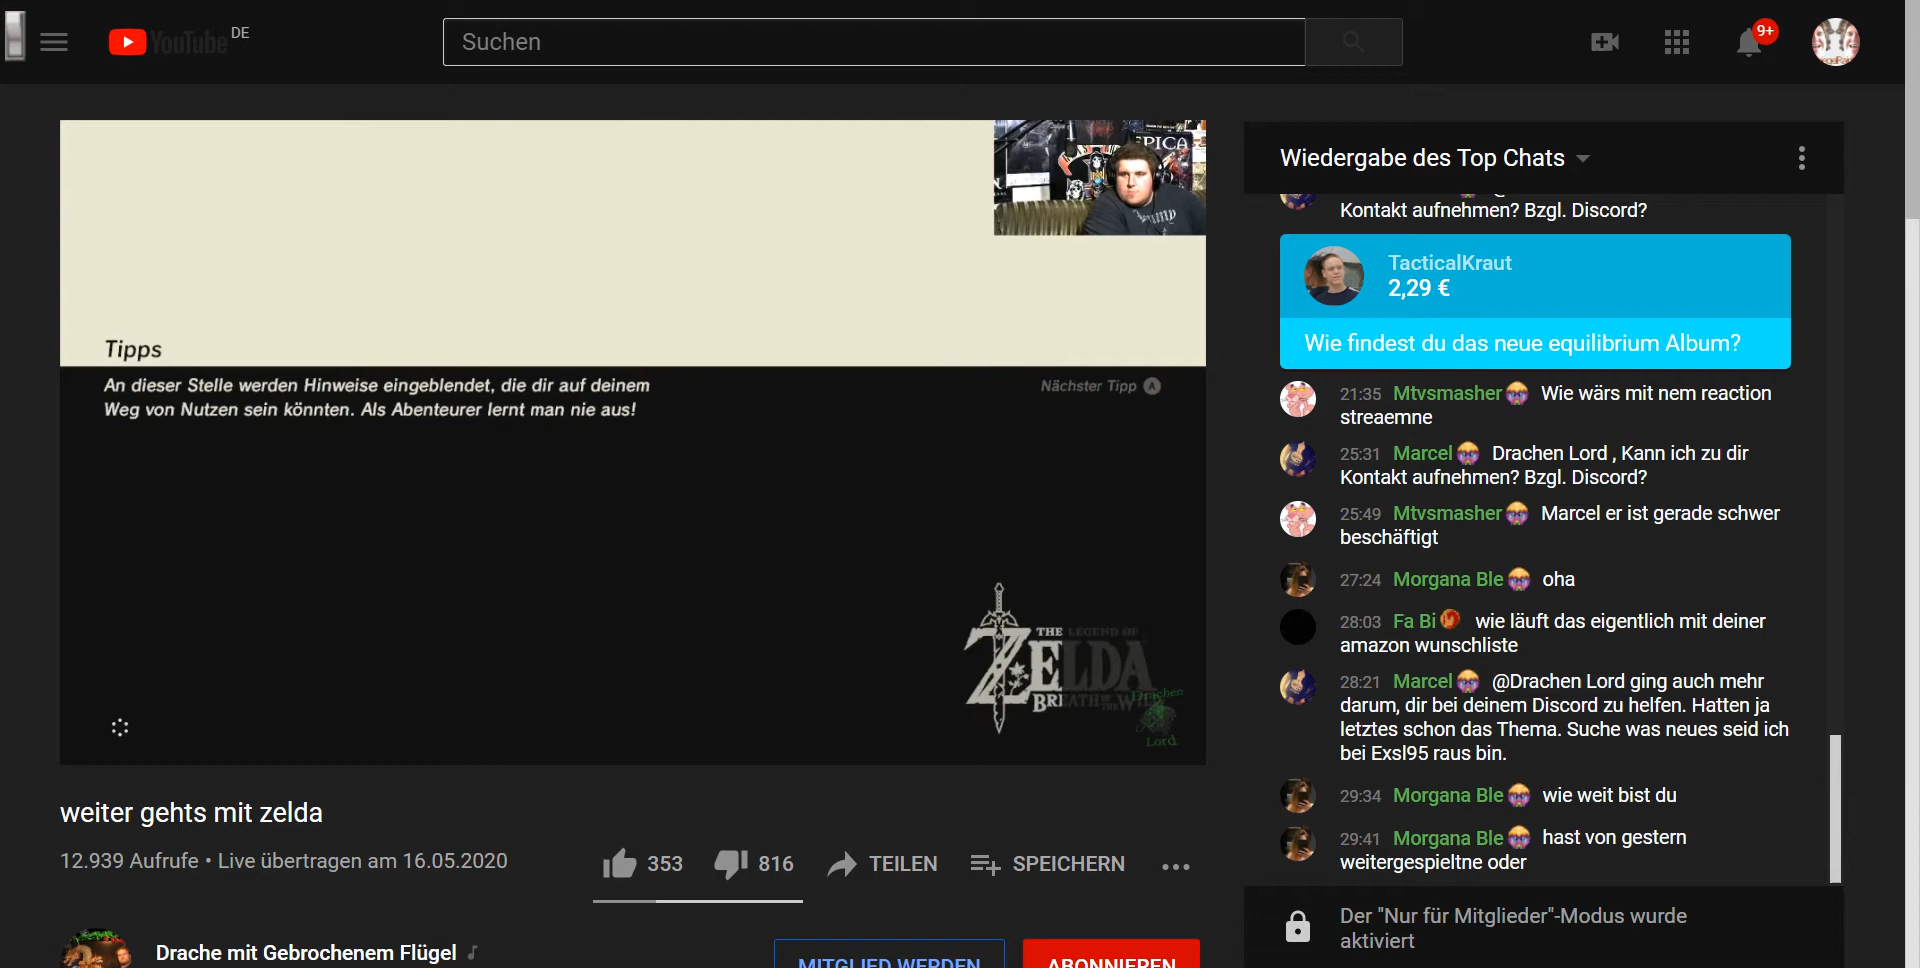 YouTube DE
Suchen
9+
EPICA
Tipps
An dieser Stelle werden Hinweise eingeblendet, die dir auf deinem
Weg von Nutzen sein könnten. Als Abenteurer lernt man nie aus!
Nächster Tipp A
THE LEGEND OF
ZELDA
BREATH OF THE WILD
Drachen
Lord
weiter gehts mit zelda
12.939 Aufrufe • Live übertragen am 16.05.2020
353
816
TEILEN
SPEICHERN
Drache mit Gebrochenem Flügel
MITGLIED WERDEN
ABONNIEREN
Wiedergabe des Top Chats
Kontakt aufnehmen? Bzgl. Discord?
TacticalKraut
2,29 €
Wie findest du das neue equilibrium Album?
21:35 Mtvsmasher Wie wärs mit nem reaction
streaemne
25:31 Marcel Drachen Lord , Kann ich zu dir
Kontakt aufnehmen? Bzgl. Discord?
25:49 Mtvsmasher Marcel er ist gerade schwer
beschäftigt
27:24 Morgana Ble oha
28:03 Fa Bi wie läuft das eigentlich mit deiner
amazon wunschliste
28:21 Marcel @Drachen Lord ging auch mehr
darum, dir bei deinem Discord zu helfen. Hatten ja
letztes schon das Thema. Suche was neues seid ich
bei Exsl95 raus bin.
29:34 Morgana Ble wie weit bist du
29:41 Morgana Ble hast von gestern
weitergespieltne oder
Der "Nur für Mitglieder"-Modus wurde
aktiviert